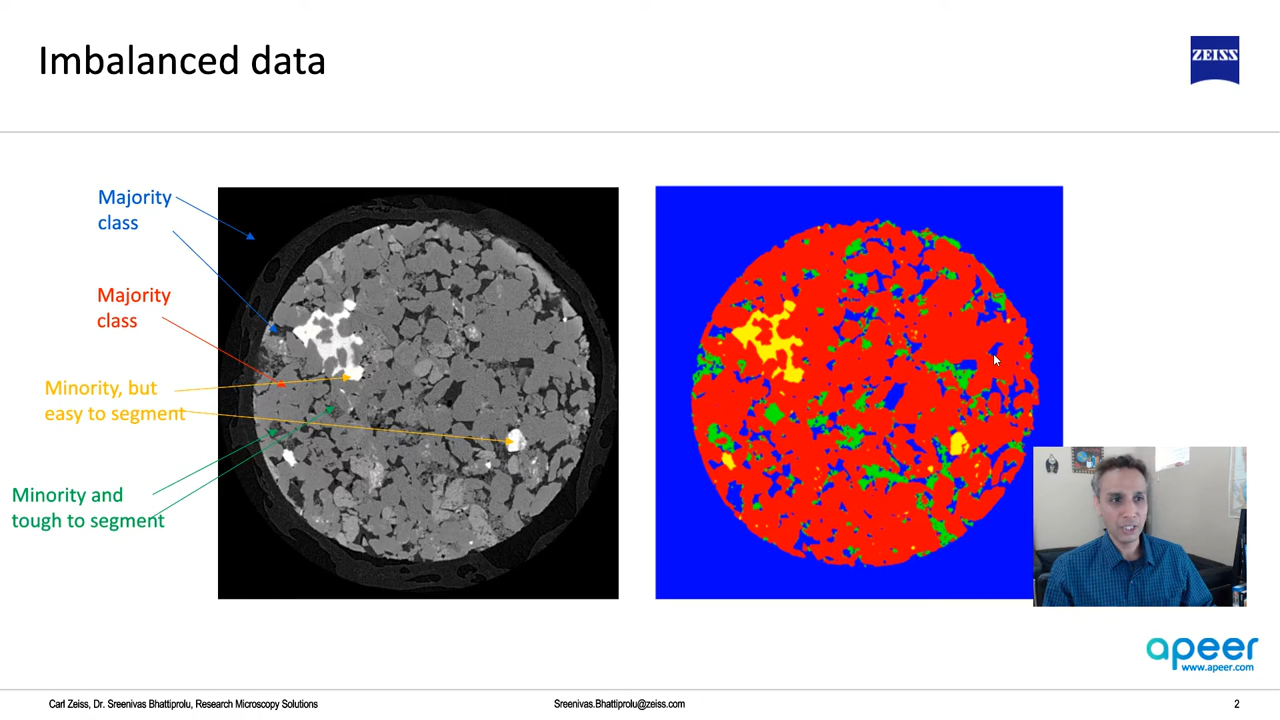 Imbalanced data
ZEISS
Majority
class
Majority
class
Minority, but
easy to segment
Minority and
tough to segment
apeer
www.apeer.com
Carl Zeiss, Dr. Sreenivas Bhattiprolu, Research Microscopy Solutions
Sreenivas.Bhattiprolu@zeiss.com
2